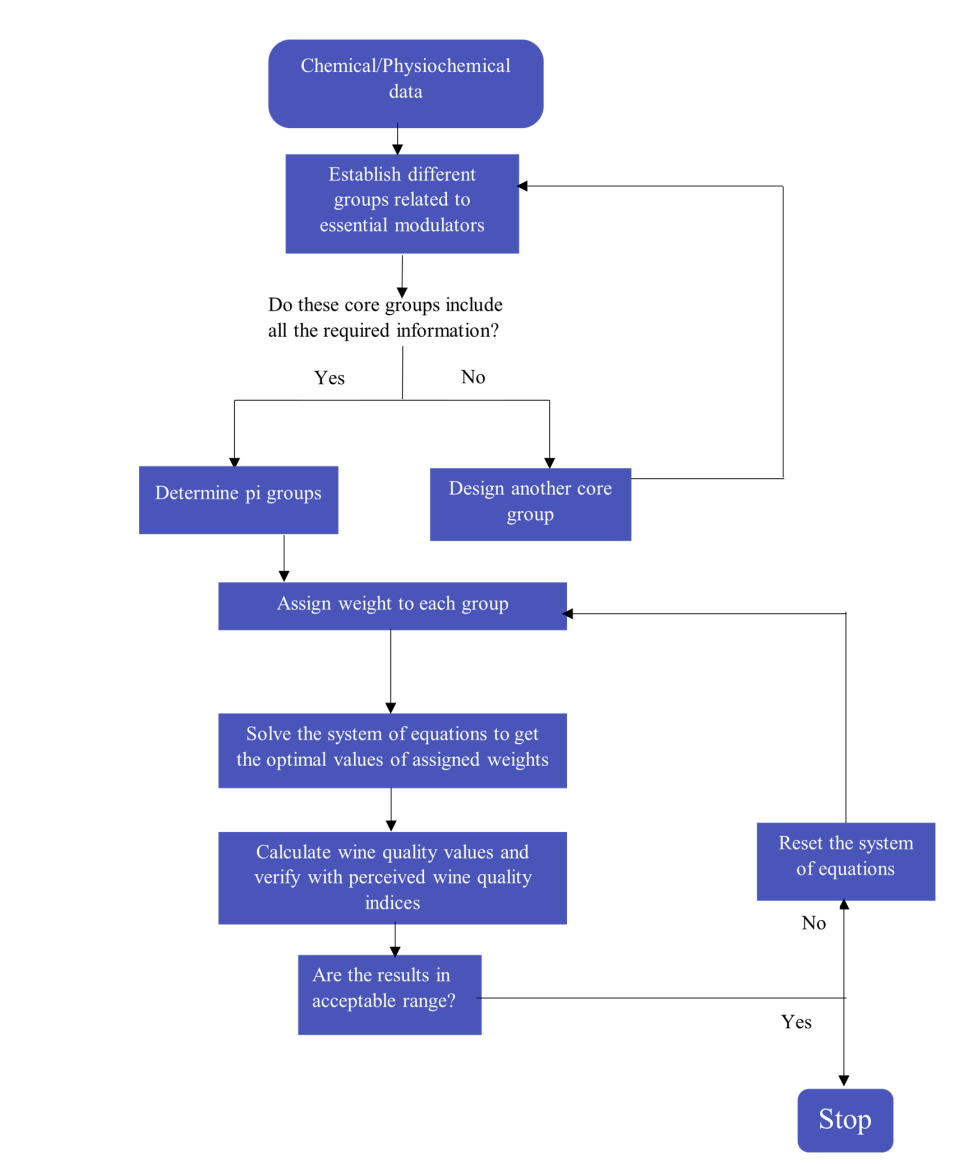 Chemical/Physiochemical
data
Establish different
groups related to
essential modulators
Do these core groups include
all the required information?
Yes
No
Determine pi groups
Design another core
group
Assign weight to each group
Solve the system of equations to get
the optimal values of assigned weights
Calculate wine quality values and
verify with perceived wine quality
indices
Reset the system
of equations
No
Are the results in
acceptable range?
Yes
Stop